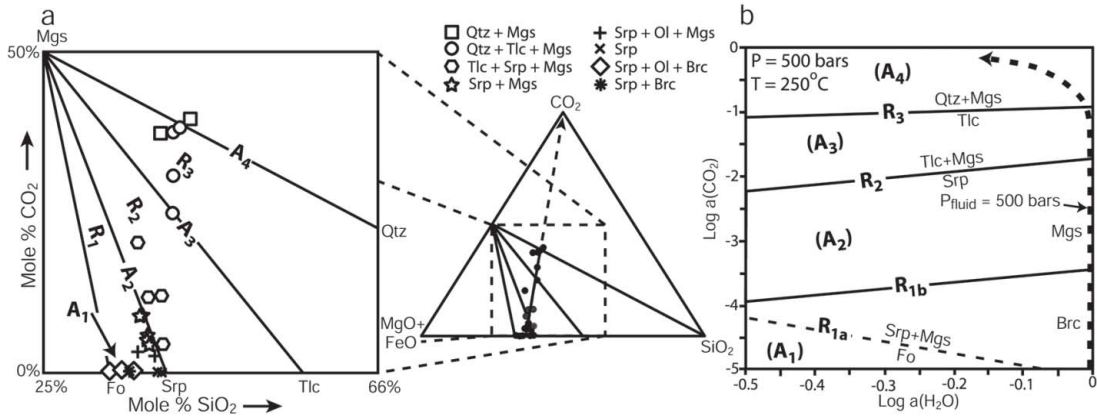 a
Mgs
50%
Mole % CO₂
0%
25%
Fo
Srp
Tlc
66%
Mole % SiO₂
Qtz
R₁
R₂
R₃
A₁
A₂
A₃
A₄
Qtz + Mgs
Qtz + Tlc + Mgs
Tlc + Srp + Mgs
Srp + Mgs
Srp + Ol + Mgs
Srp
Srp + Ol + Brc
Srp + Brc
CO₂
MgO+
FeO
SiO₂
b
P = 500 bars
T = 250°C
(A₄)
Qtz+Mgs
R₃
Tlc
(A₃)
Tlc+Mgs
R₂
Srp
Pfluid = 500 bars
Mgs
(A₂)
R₁b
Brc
R₁a
Srp+Mgs
Fo
(A₁)
Log a(CO₂)
0
-1
-2
-3
-4
-5
-0.5
-0.4
-0.3
-0.2
-0.1
0
Log a(H₂O)